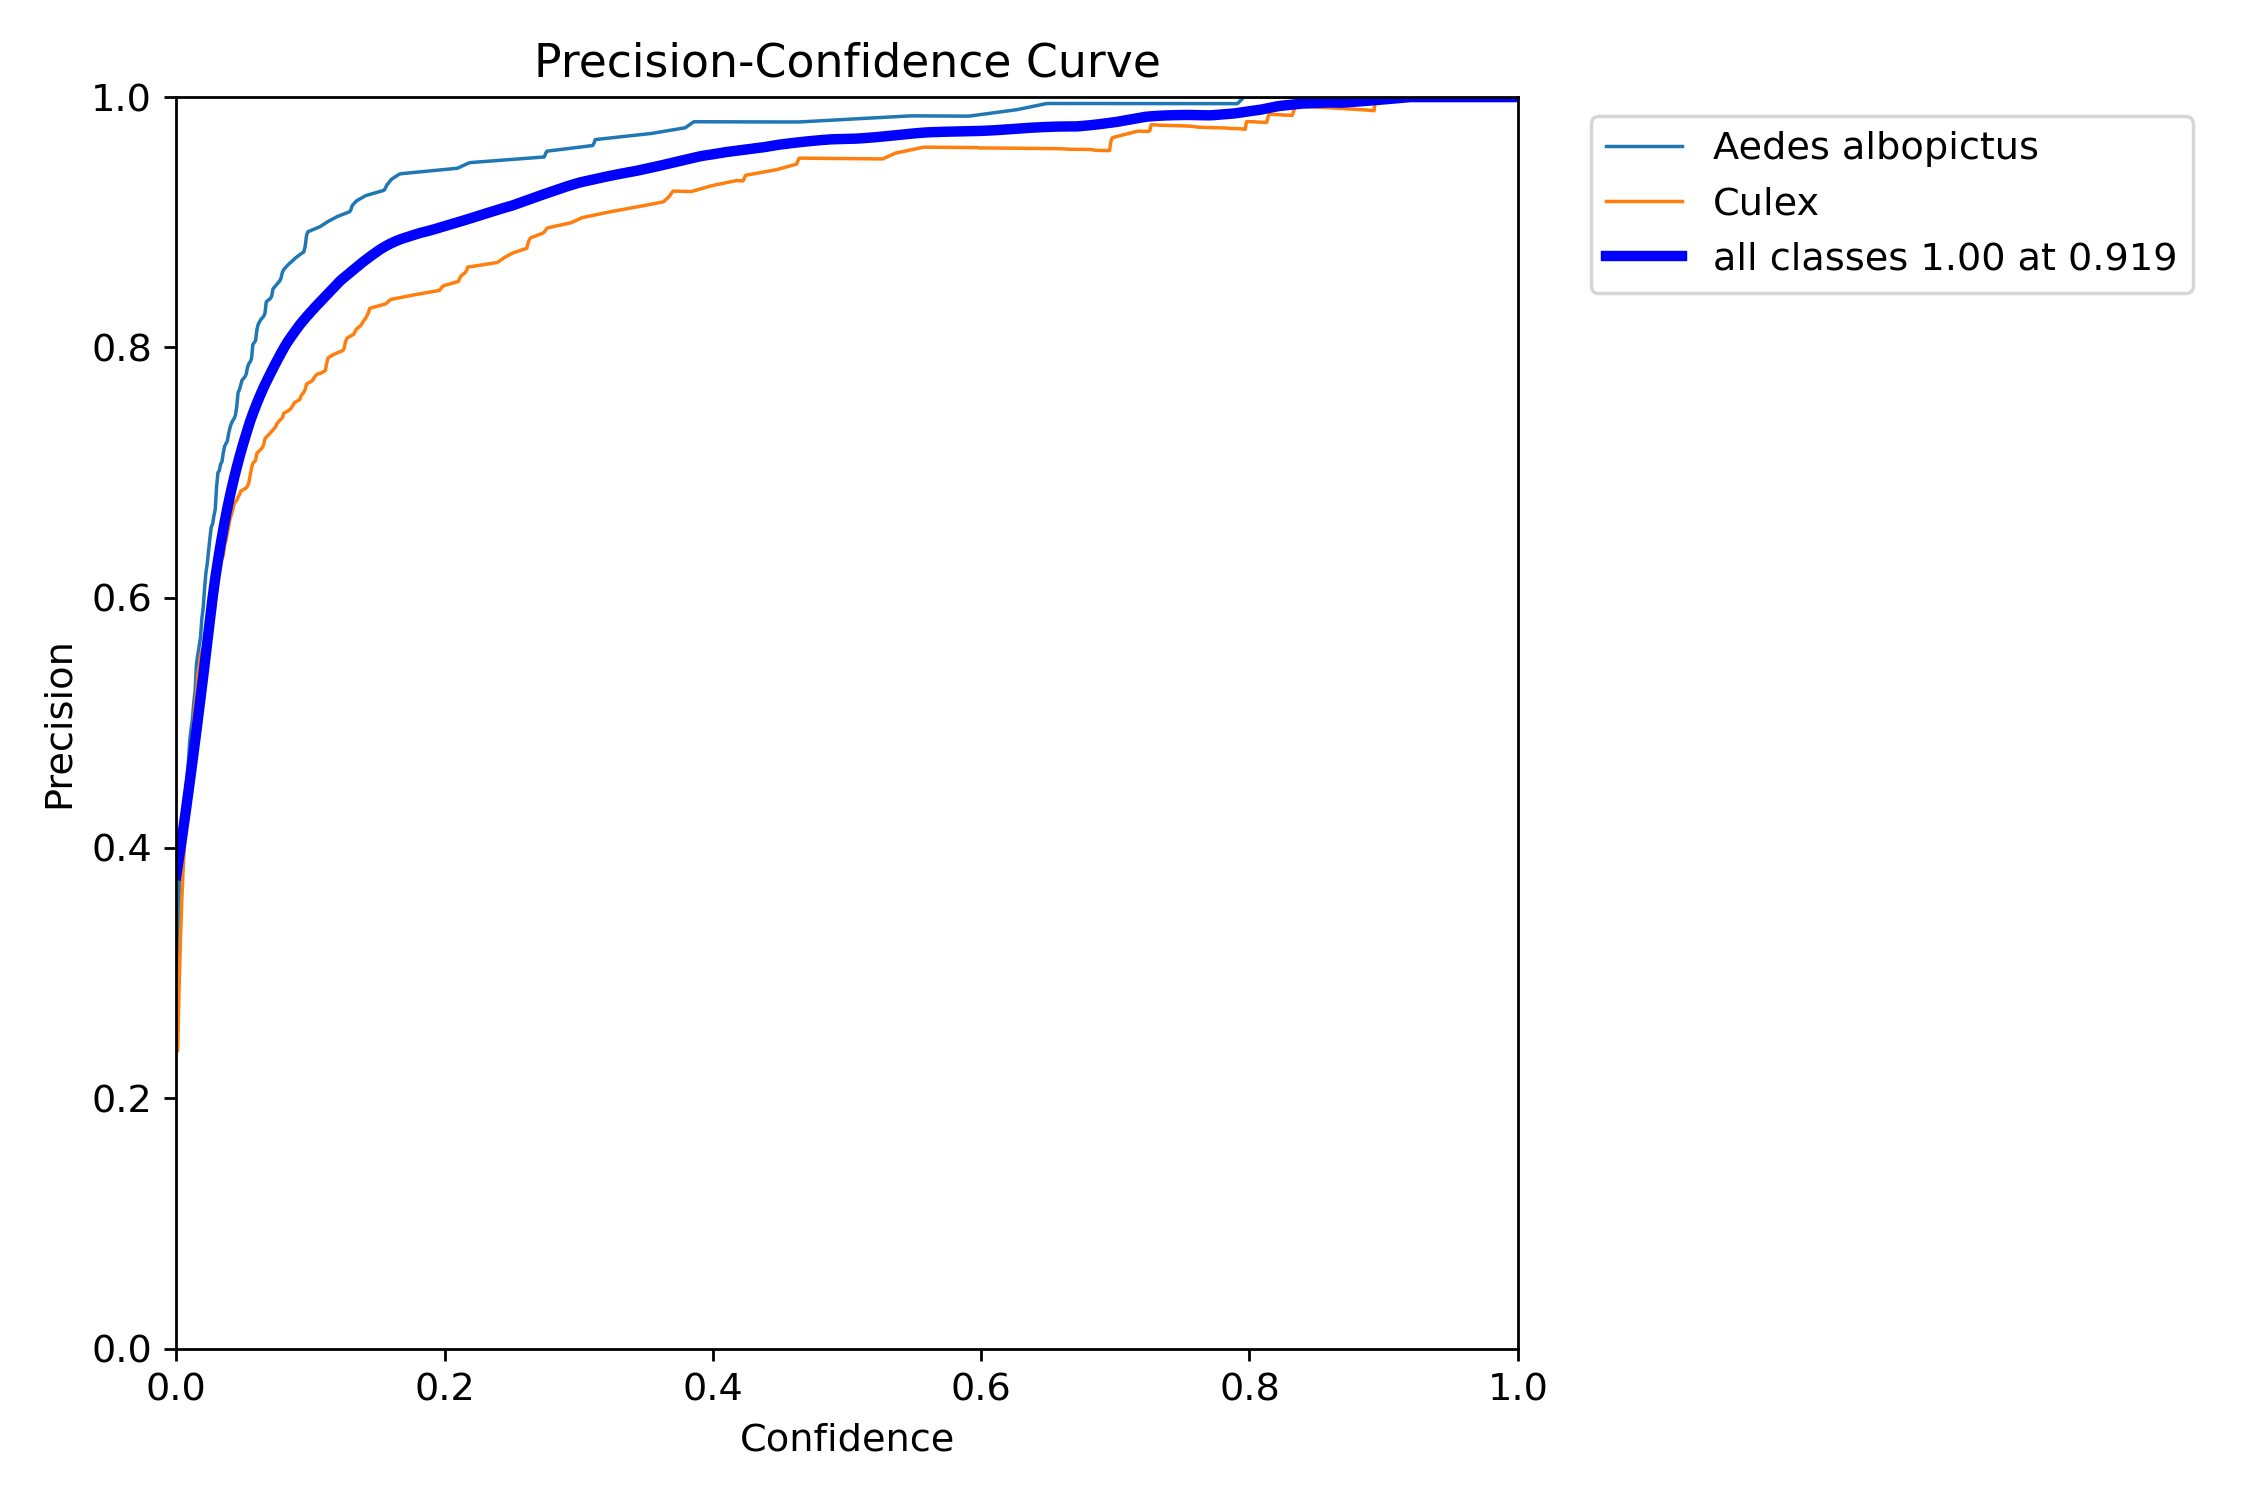 Precision-Confidence Curve
1.0
0.8
0.6
0.4
0.2
0.0
Precision
0.0 0.2 0.4 0.6 0.8 1.0
Confidence
Aedes albopictus
Culex
all classes 1.00 at 0.919